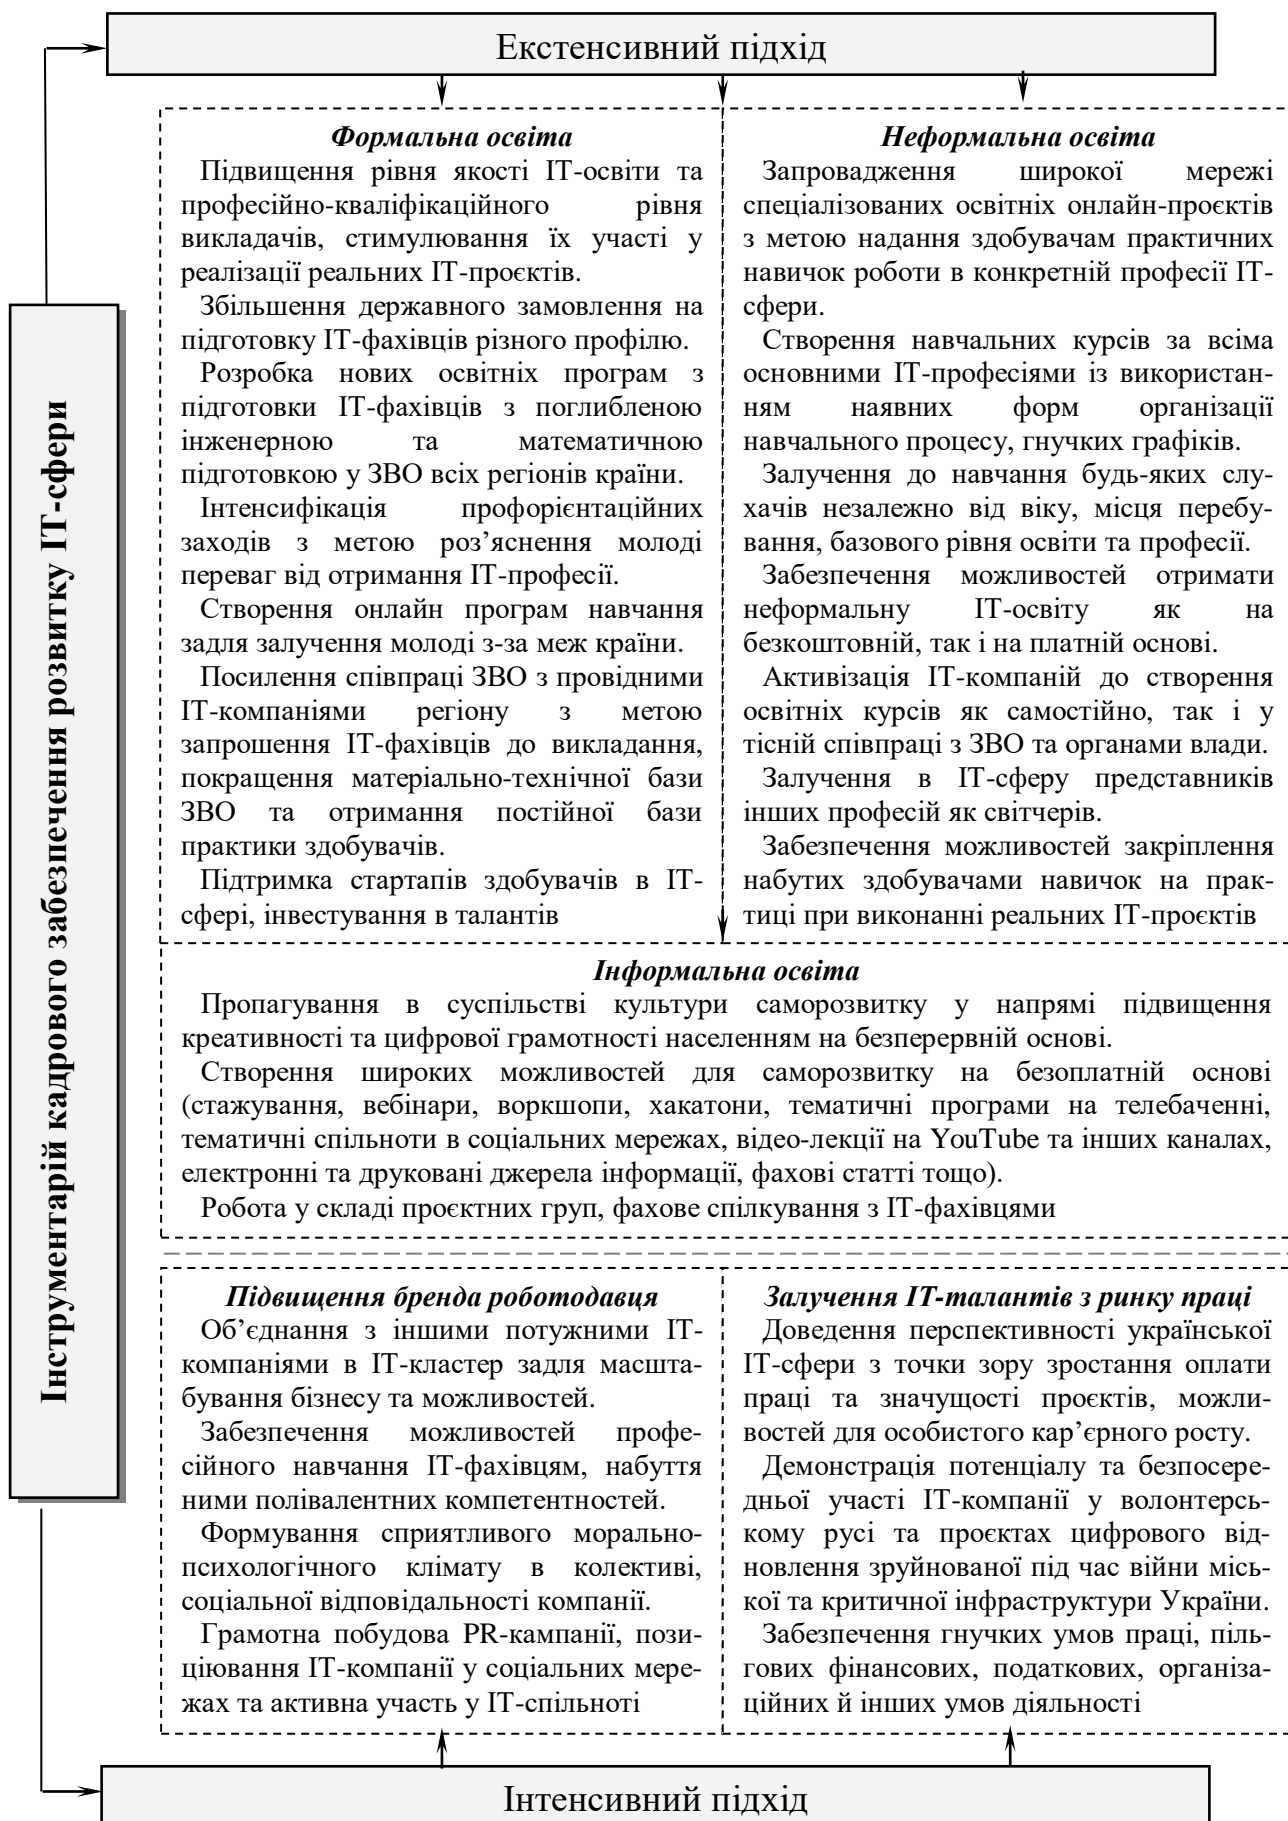 Екстенсивний підхід
Інструментарій кадрового забезпечення розвитку ІТ-сфери
Формальна освіта
Підвищення рівня якості ІТ-освіти та
професійно-кваліфікаційного рівня
викладачів, стимулювання їх участі у
реалізації реальних ІТ-проєктів.
Збільшення державного замовлення на
підготовку ІТ-фахівців різного профілю.
Розробка нових освітніх програм з
підготовки ІТ-фахівців з поглибленою
інженерною та математичною
підготовкою у ЗВО всіх регіонів країни.
Інтенсифікація профорієнтаційних
заходів з метою роз’яснення молоді
переваг від отримання ІТ-професії.
Створення онлайн програм навчання
задля залучення молоді з-за меж країни.
Посилення співпраці ЗВО з провідними
ІТ-компаніями регіону з метою
запрошення ІТ-фахівців до викладання,
покращення матеріально-технічної бази
ЗВО та отримання постійної бази
практики здобувачів.
Підтримка стартапів здобувачів в ІТ-
сфері, інвестування в талантів
Неформальна освіта
Запровадження широкої мережі
спеціалізованих освітніх онлайн-проєктів
з метою надання здобувачам практичних
навичок роботи в конкретній професії ІТ-
сфери.
Створення навчальних курсів за всіма
основними ІТ-професіями із використан-
ням наявних форм організації
навчального процесу, гнучких графіків.
Залучення до навчання будь-яких слу-
хачів незалежно від віку, місця перебу-
вання, базового рівня освіти та професії.
Забезпечення можливостей отримати
неформальну ІТ-освіту як на
безкоштовній, так і на платній основі.
Активізація ІТ-компаній до створення
освітніх курсів як самостійно, так і у
тісній співпраці з ЗВО та органами влади.
Залучення в ІТ-сферу представників
інших професій як світчерів.
Забезпечення можливостей закріплення
набутих здобувачами навичок на прак-
тиці при виконанні реальних ІТ-проєктів
Інформальна освіта
Пропагування в суспільстві культури саморозвитку у напрямі підвищення
креативності та цифрової грамотності населенням на безперервній основі.
Створення широких можливостей для саморозвитку на безоплатній основі
(стажування, вебінари, воркшопи, хакатони, тематичні програми на телебаченні,
тематичні спільноти в соціальних мережах, відео-лекції на YouTube та інших каналах,
електронні та друковані джерела інформації, фахові статті тощо).
Робота у складі проєктних груп, фахове спілкування з ІТ-фахівцями
Підвищення бренда роботодавця
Об’єднання з іншими потужними ІТ-
компаніями в ІТ-кластер задля масшта-
бування бізнесу та можливостей.
Забезпечення можливостей профе-
сійного навчання ІТ-фахівцям, набуття
ними полівалентних компетентностей.
Формування сприятливого морально-
психологічного клімату в колективі,
соціальної відповідальності компанії.
Грамотна побудова PR-кампанії, пози-
ціювання ІТ-компанії у соціальних мере-
жах та активна участь у ІТ-спільноті
Залучення ІТ-талантів з ринку праці
Доведення перспективності української
ІТ-сфери з точки зору зростання оплати
праці та значущості проєктів, можли-
востей для особистого кар’єрного росту.
Демонстрація потенціалу та безпосере-
дньої участі ІТ-компанії у волонтерсь-
кому русі та проєктах цифрового від-
новлення зруйнованої під час війни місь-
кої та критичної інфраструктури України.
Забезпечення гнучких умов праці, піль-
гових фінансових, податкових, організа-
ційних й інших умов діяльності
Інтенсивний підхід